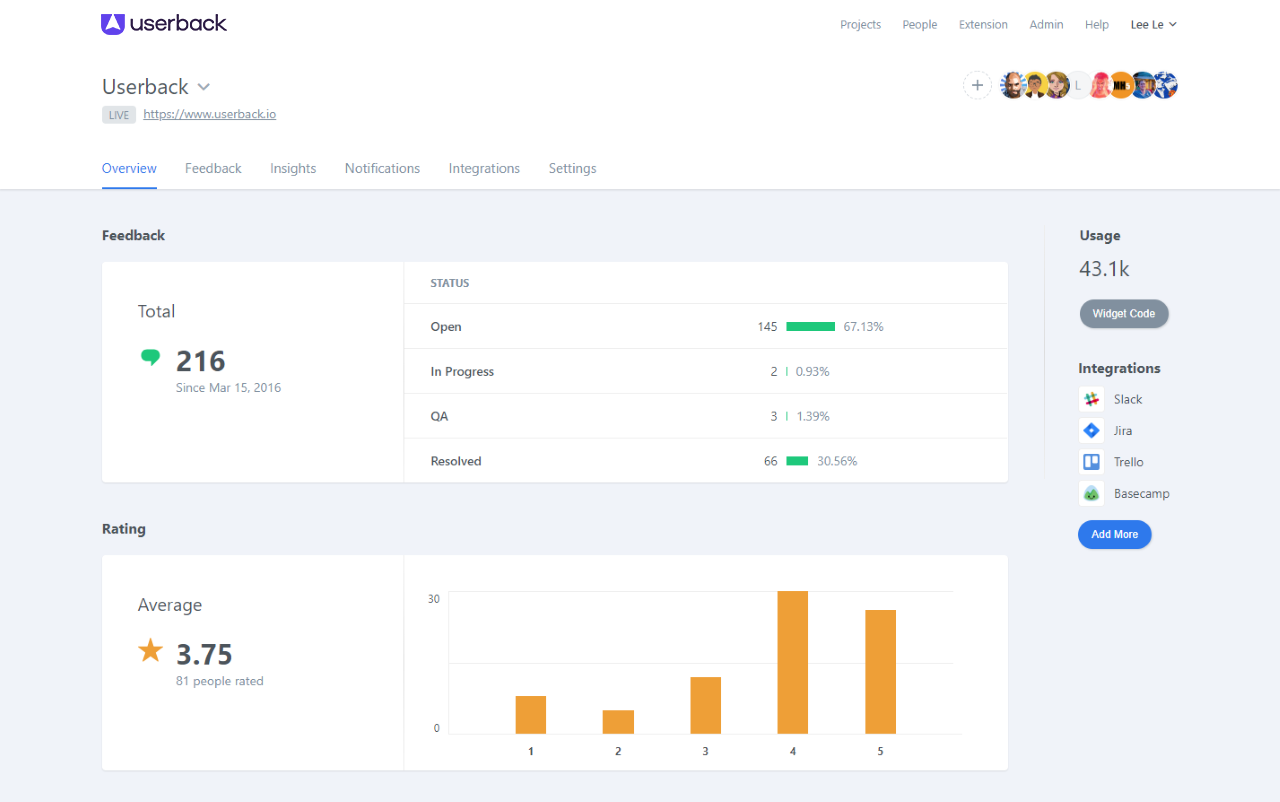 userback
Projects People Extension Admin Help Lee Le
Userback
L
MN
LIVE https://www.userback.io
Overview Feedback Insights Notifications Integrations Settings
Feedback
Total
216
Since Mar 15, 2016
STATUS
Open 145 67.13%
In Progress 2 0.93%
QA 3 1.39%
Resolved 66 30.56%
Rating
Average
3.75
81 people rated
30
0
1 2 3 4 5
Usage
43.1k
Widget Code
Integrations
Slack
Jira
Trello
Basecamp
Add More